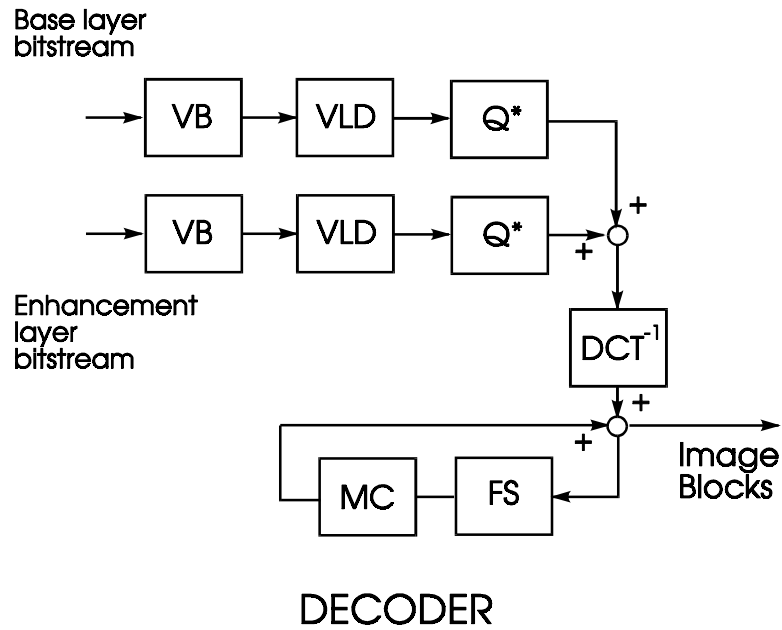 Base layer
bitstream
VB
VLD
Q*
+
VB
VLD
Q*
+
Enhancement
layer
bitstream
DCT-1
+
+
Image
Blocks
MC
FS
DECODER